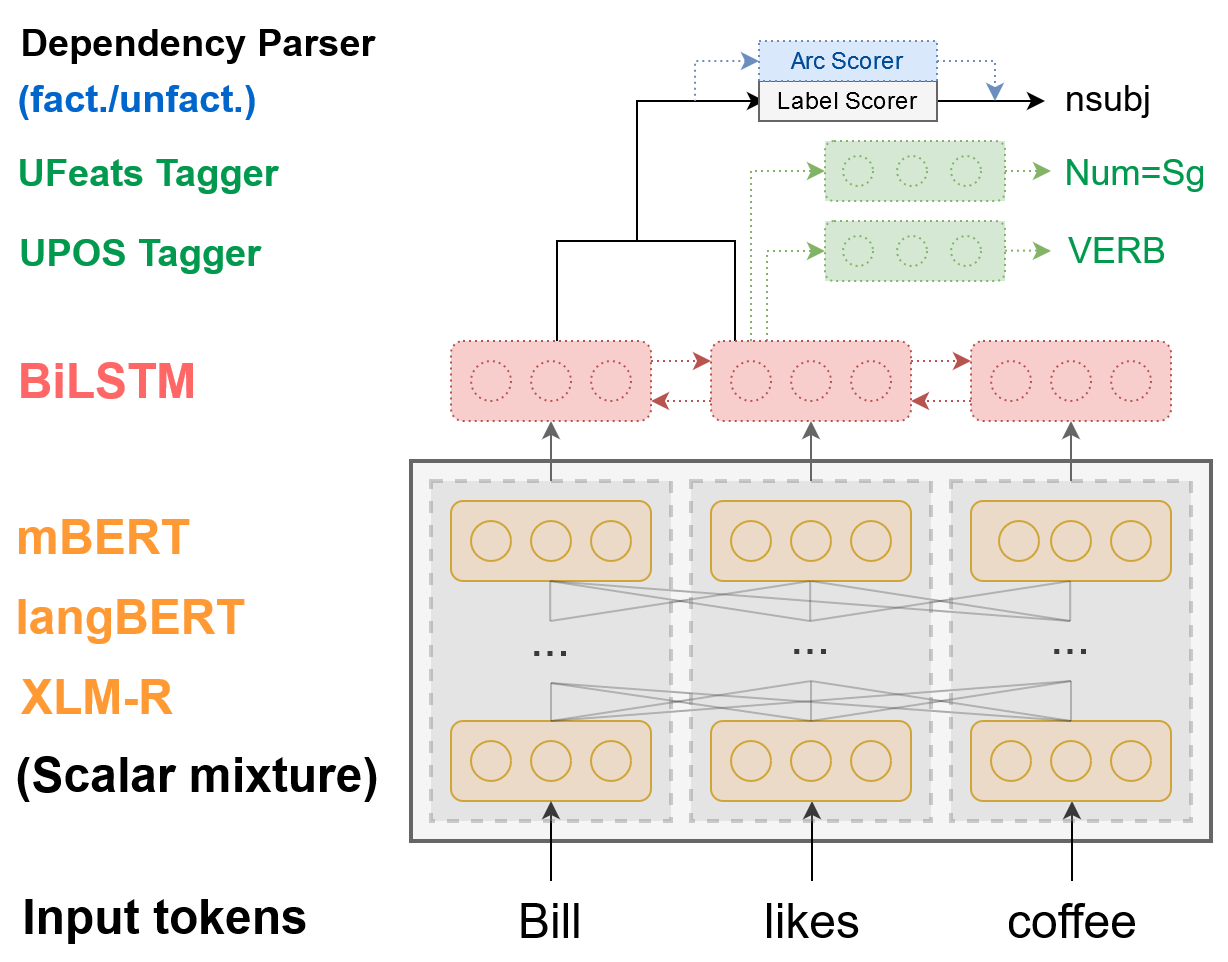 Dependency Parser
(fact./unfact.)
Arc Scorer
Label Scorer
nsubj
UFeats Tagger
Num=Sg
UPOS Tagger
VERB
BiLSTM
mBERT
langBERT
...
...
...
XLM-R
(Scalar mixture)
Input tokens
Bill
likes
coffee